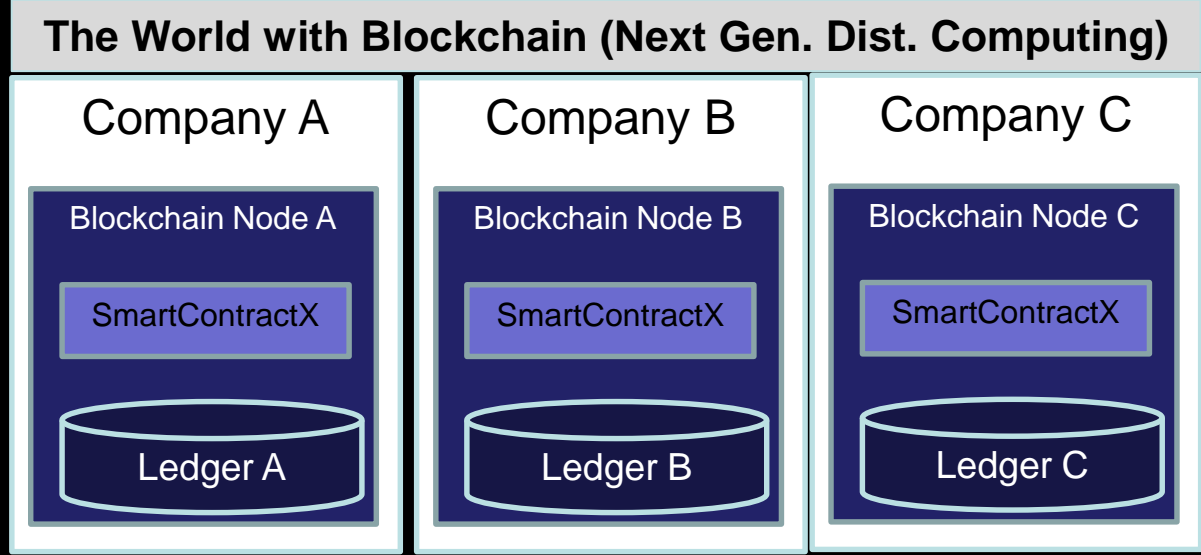 The World with Blockchain (Next Gen. Dist. Computing)
Company A
Blockchain Node A
SmartContractX
Ledger A
Company B
Blockchain Node B
SmartContractX
Ledger B
Company C
Blockchain Node C
SmartContractX
Ledger C